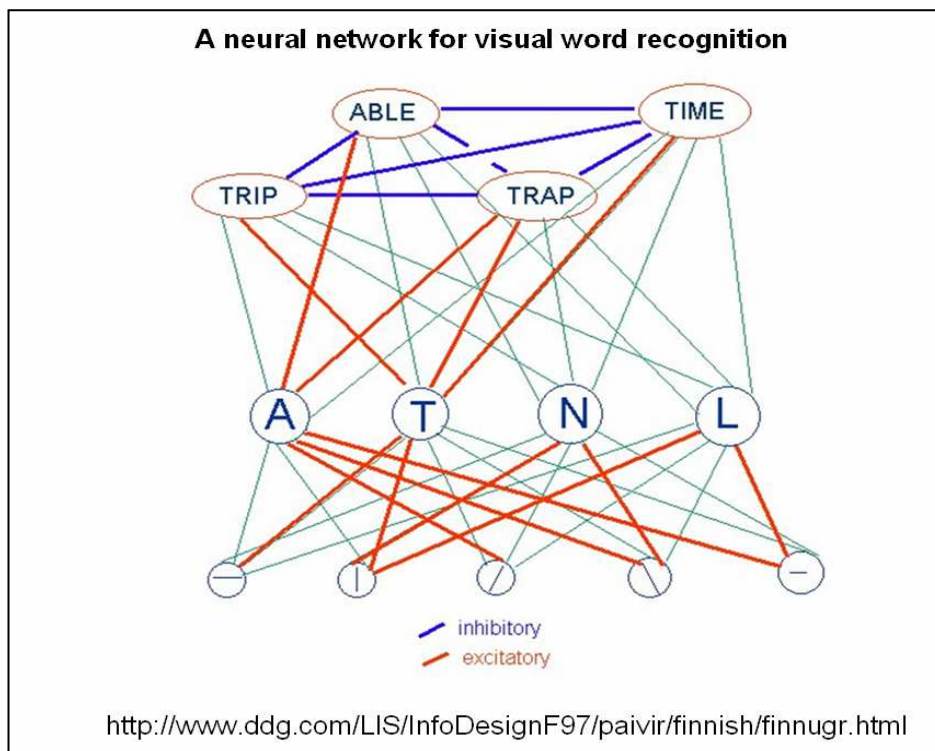 A neural network for visual word recognition
ABLE
TIME
TRIP
TRAP
A
T
N
L
inhibitory
excitatory
http://www.ddg.com/LIS/InfoDesignF97/paivir/finnish/finnugr.html